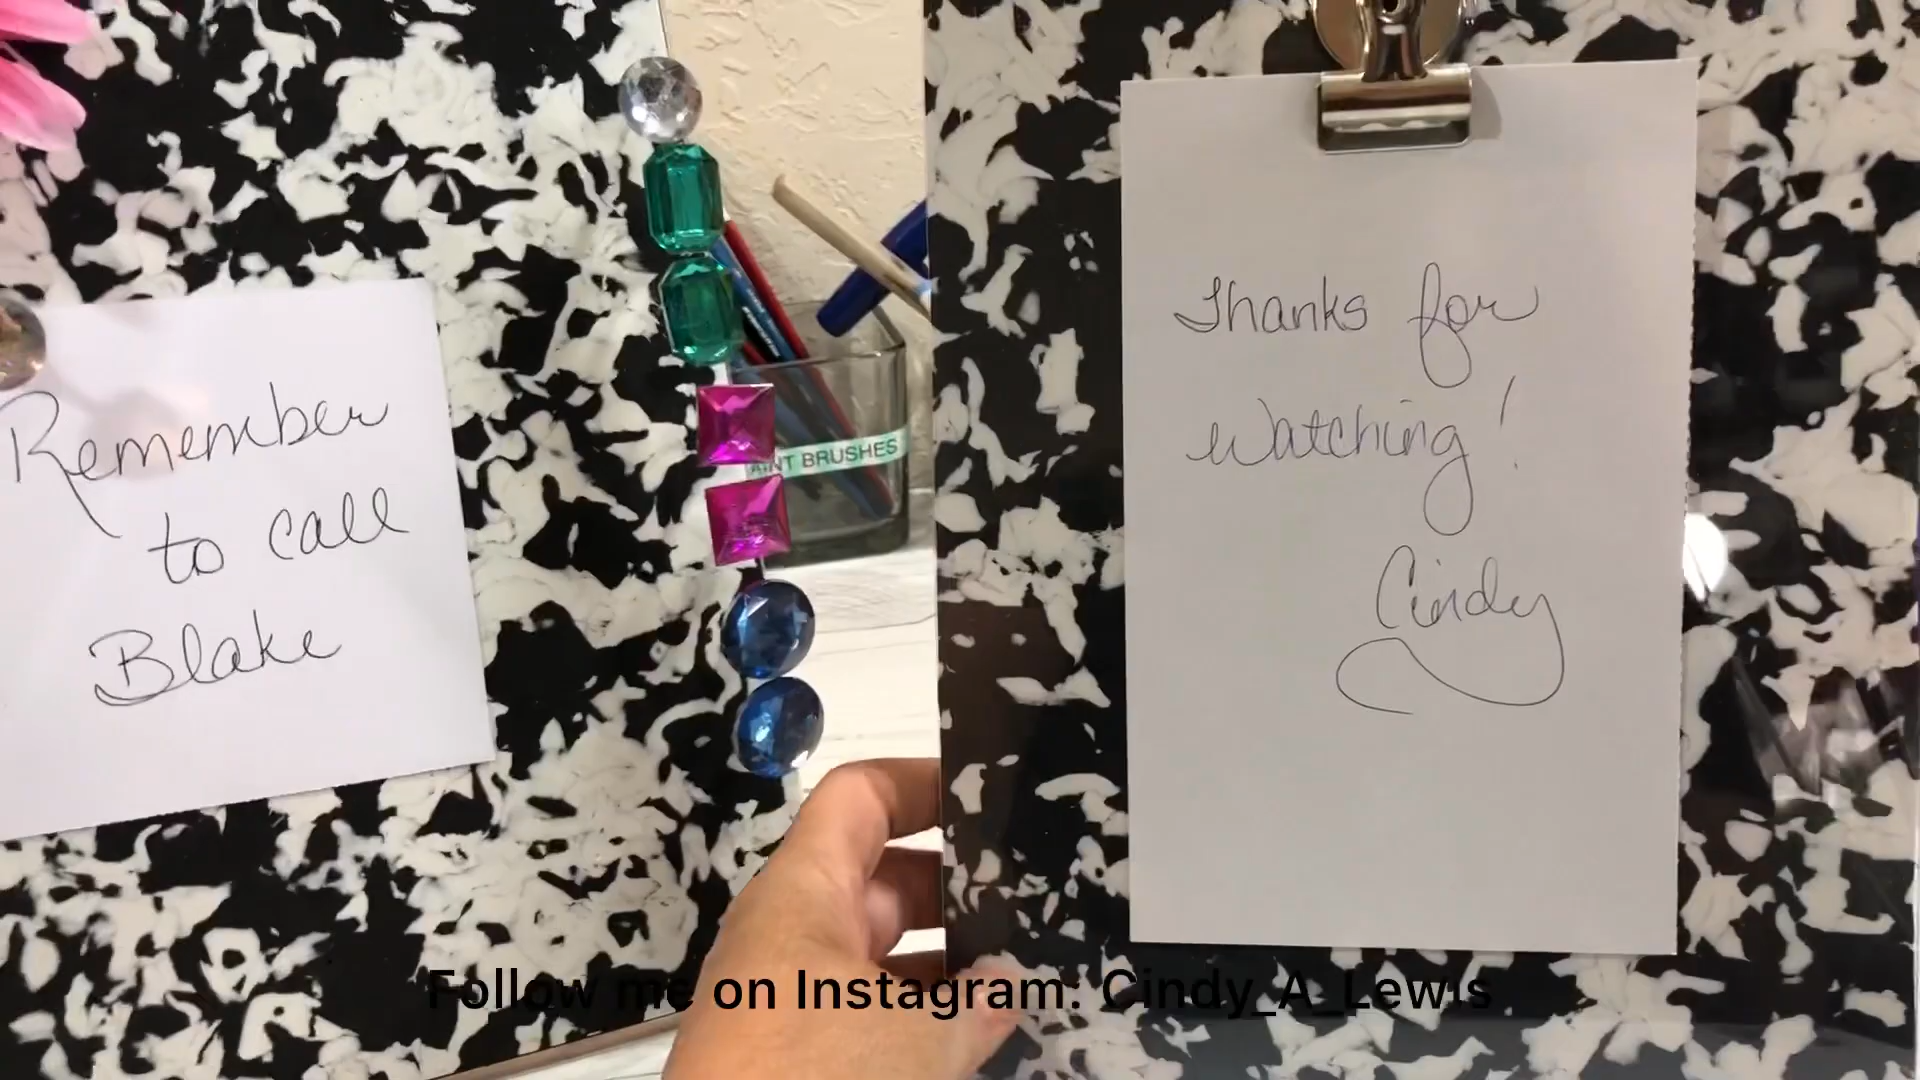 Remember
to call
Blake
AINT BRUSHES
Thanks for
Watching!
Cindy
Follow me on Instagram: Cindy_A_Lewis